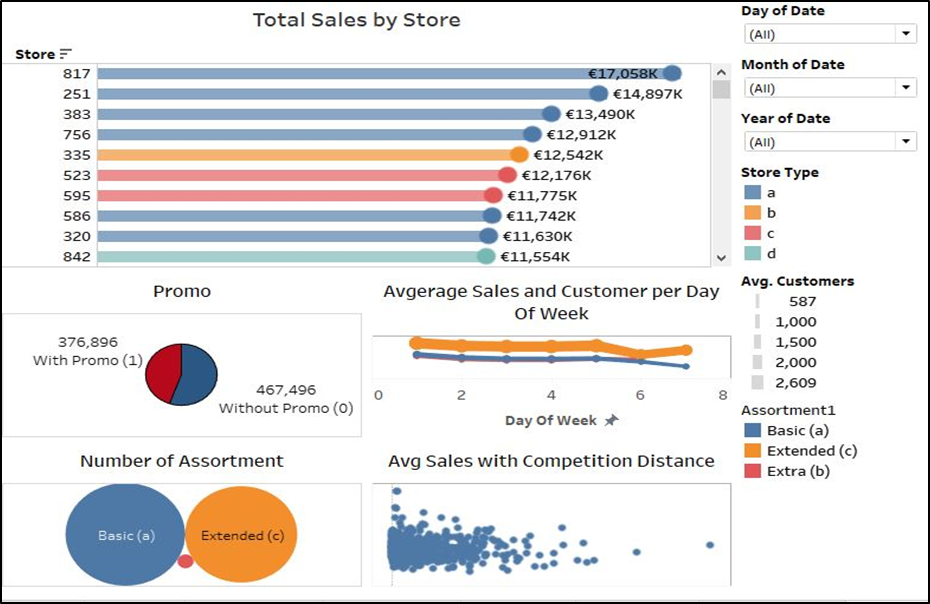 Total Sales by Store
Store
817 €17,058K
251 €14,897K
383 €13,490K
756 €12,912K
335 €12,542K
523 €12,176K
595 €11,775K
586 €11,742K
320 €11,630K
842 €11,554K
Promo
376,896
With Promo (1)
467,496
Without Promo (0)
Avgerage Sales and Customer per Day
Of Week
0 2 4 6 8
Day Of Week
Number of Assortment
Basic (a)
Extended (c)
Avg Sales with Competition Distance
Day of Date
(All)
Month of Date
(All)
Year of Date
(All)
Store Type
a
b
c
d
Avg. Customers
587
1,000
1,500
2,000
2,609
Assortment1
Basic (a)
Extended (c)
Extra (b)